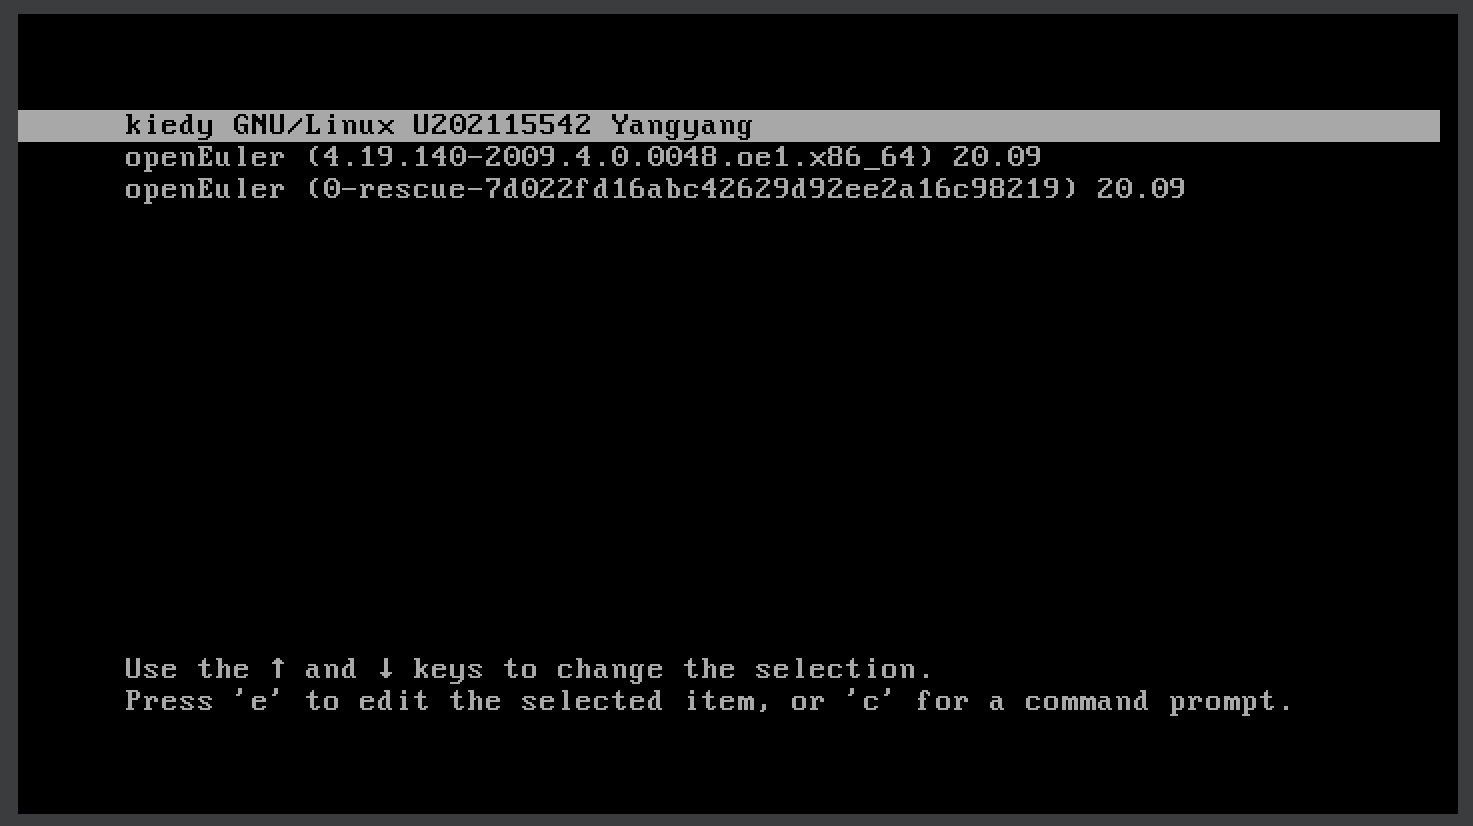 kiedy GNU/Linux U202115542 Yangyang
openEuler (4.19.140-2009.4.0.0048.oe1.x86_64) 20.09
openEuler (0-rescue-7d022fd16abc42629d92ee2a16c98219) 20.09
Use the ↑ and ↓ keys to change the selection.
Press 'e' to edit the selected item, or 'c' for a command prompt.